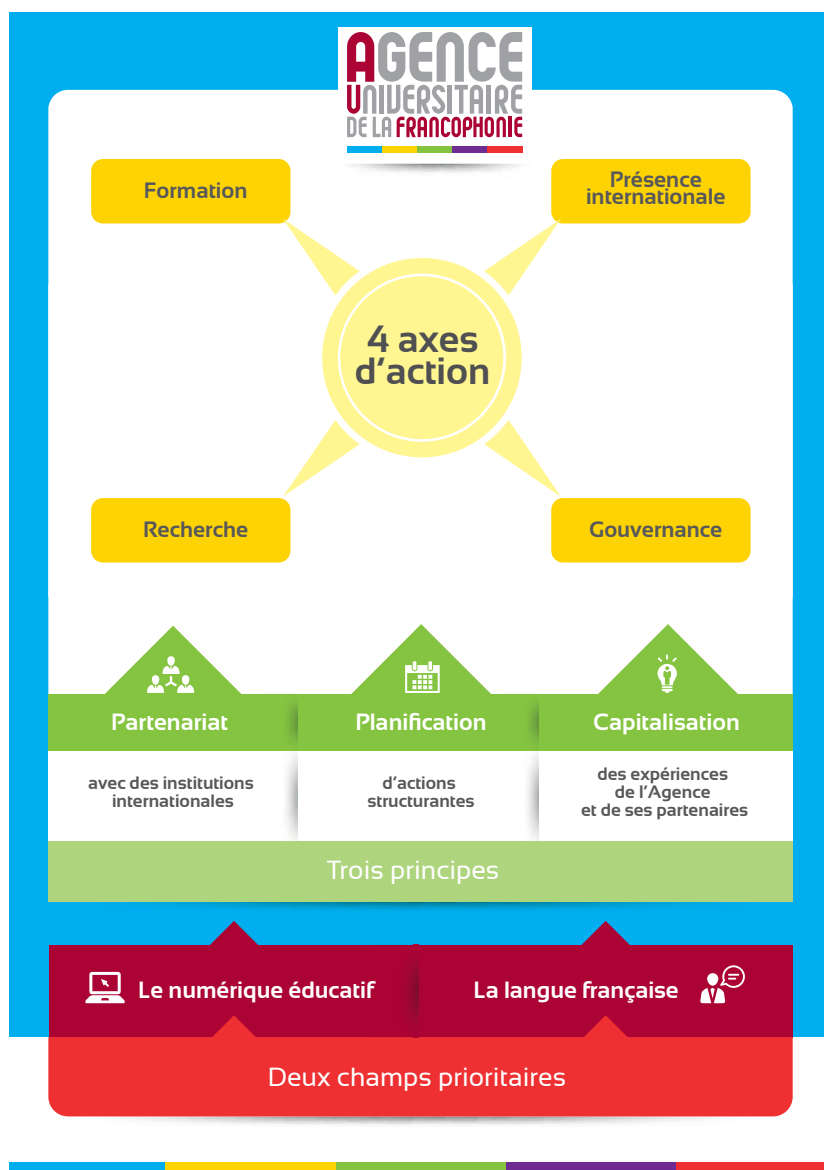 AGENCE
UNIVERSITAIRE
DE LA FRANCOPHONIE
Formation
Présence
internationale
4 axes
d'action
Recherche
Gouvernance
Partenariat
Planification
Capitalisation
avec des institutions
internationales
d'actions
structurantes
des expériences
de l'Agence
et de ses partenaires
Trois principes
Le numérique éducatif
La langue française
Deux champs prioritaires